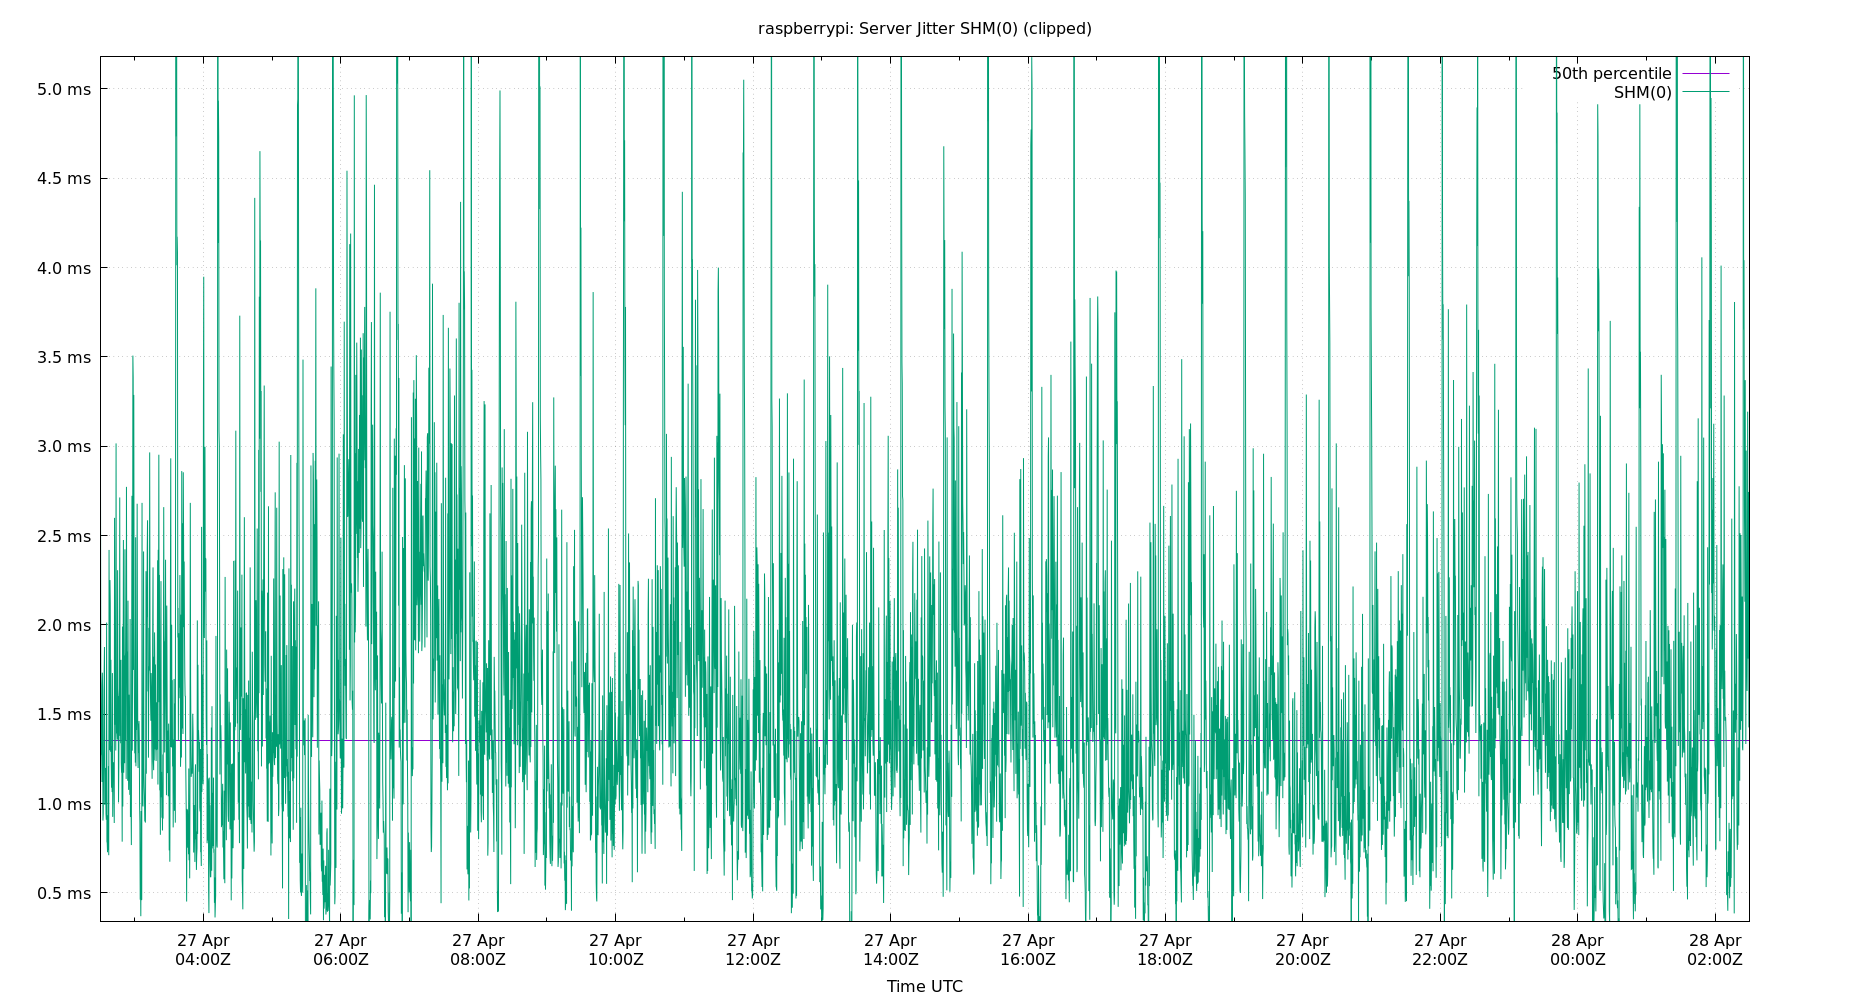 raspberrypi: Server Jitter SHM(0) (clipped)
50th percentile
SHM(0)
5.0 ms
4.5 ms
4.0 ms
3.5 ms
3.0 ms
2.5 ms
2.0 ms
1.5 ms
1.0 ms
0.5 ms
27 Apr 27 Apr 27 Apr 27 Apr 27 Apr 27 Apr 27 Apr 27 Apr 27 Apr 27 Apr 28 Apr 28 Apr
04:00Z 06:00Z 08:00Z 10:00Z 12:00Z 14:00Z 16:00Z 18:00Z 20:00Z 22:00Z 00:00Z 02:00Z
Time UTC